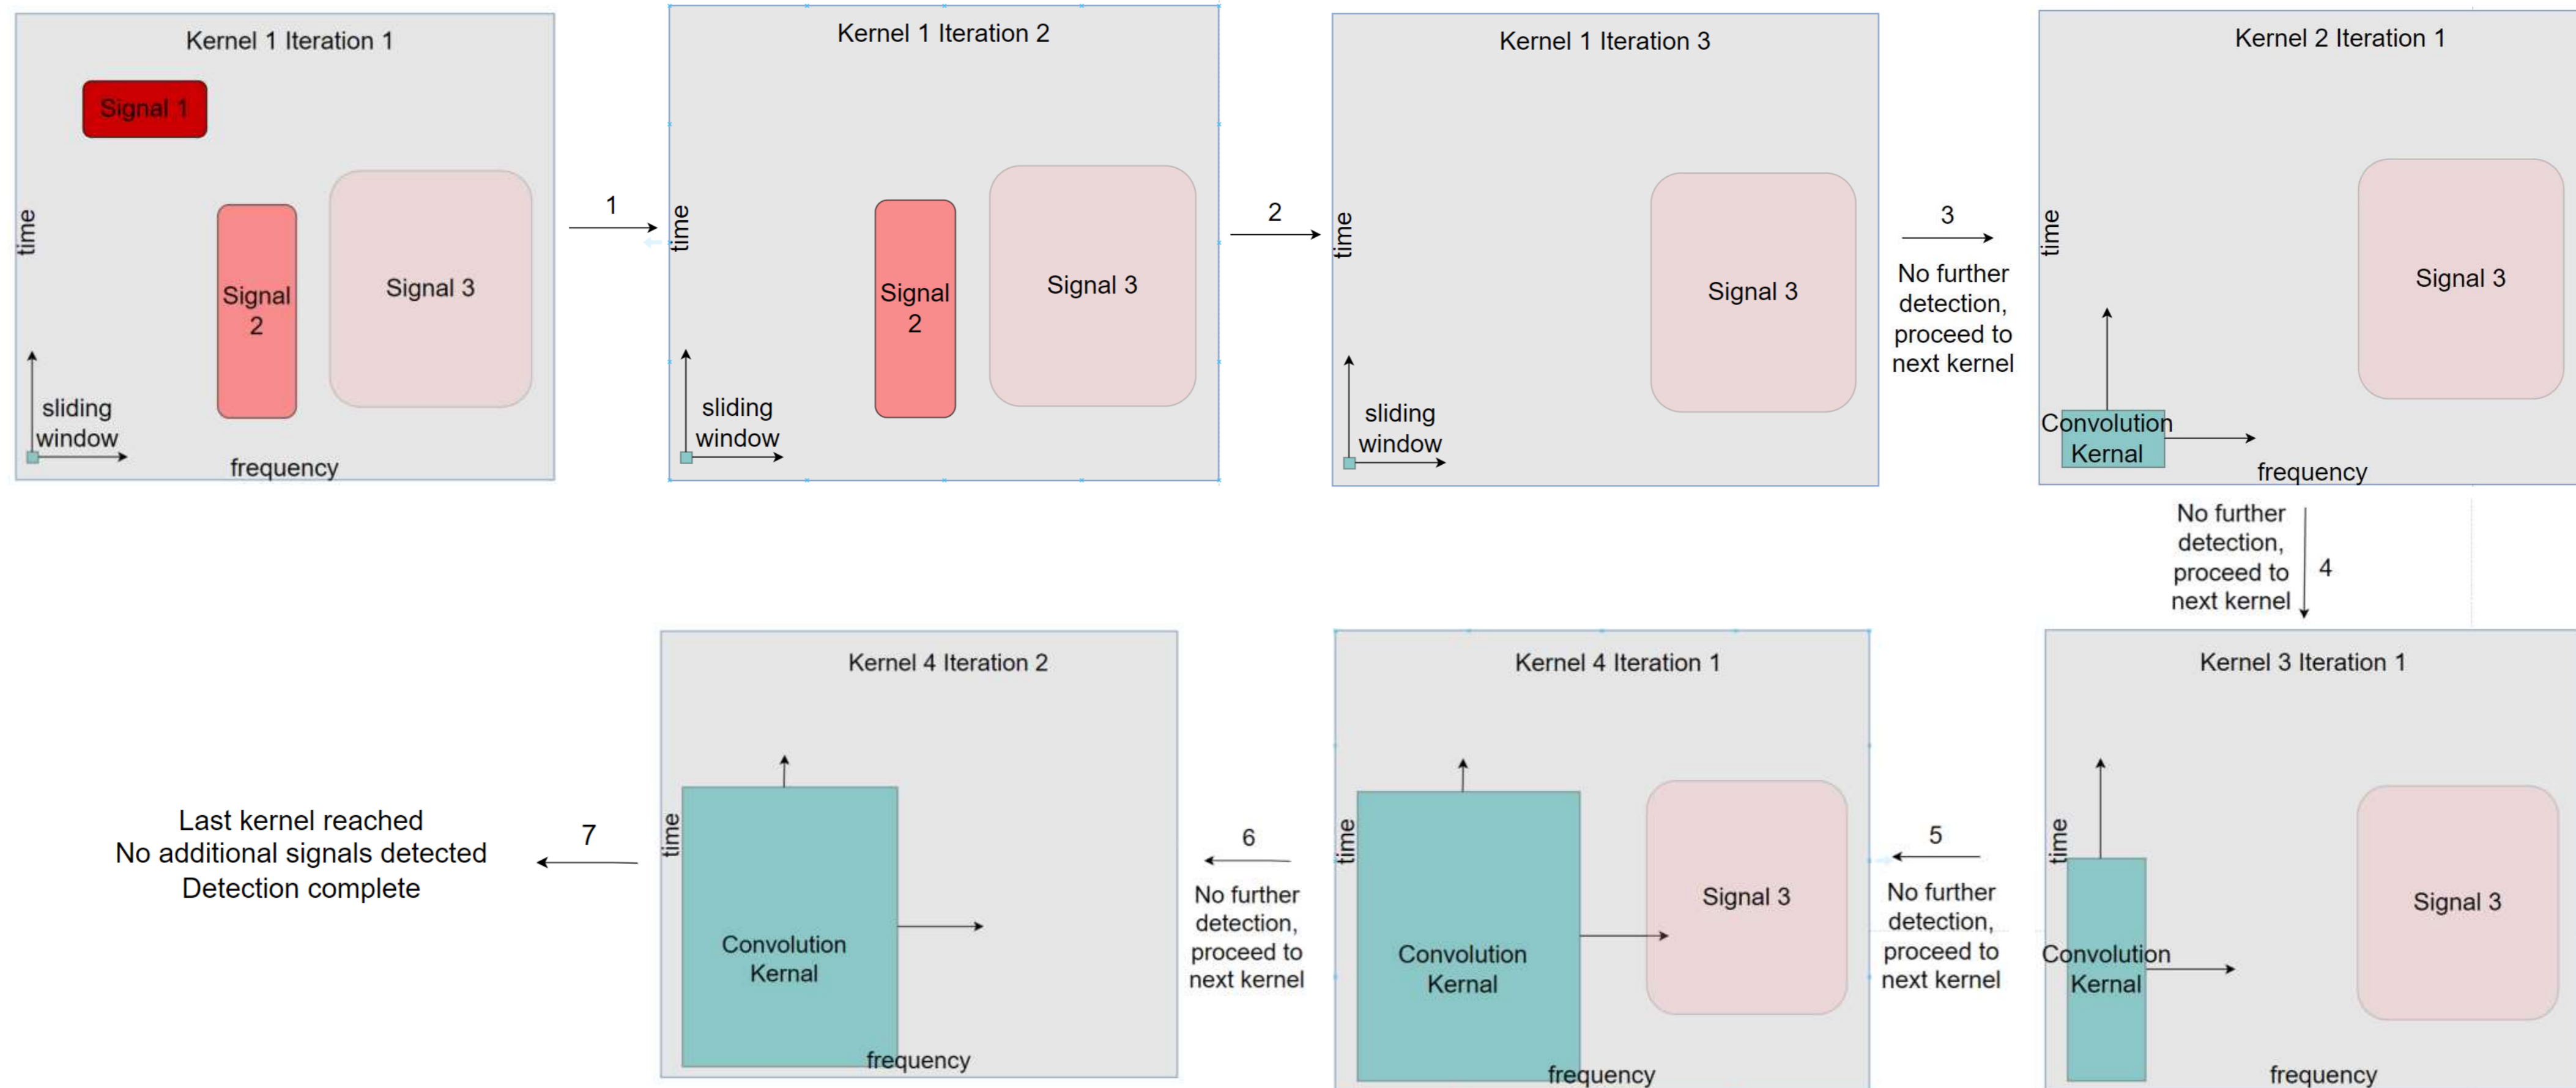 Kernel 1 Iteration 1
Signal 1
time
Signal
2
Signal 3
sliding
window
frequency
1
Kernel 1 Iteration 2
time
Signal
2
Signal 3
sliding
window
2
Kernel 1 Iteration 3
time
Signal 3
sliding
window
3
No further
detection,
proceed to
next kernel
Kernel 2 Iteration 1
time
Signal 3
Convolution
Kernal
frequency
No further
detection,
proceed to
next kernel
4
Kernel 3 Iteration 1
time
Signal 3
Convolution
Kernal
frequency
5
No further
detection,
proceed to
next kernel
Kernel 4 Iteration 1
time
Signal 3
Convolution
Kernal
frequency
6
No further
detection,
proceed to
next kernel
Kernel 4 Iteration 2
time
Convolution
Kernal
frequency
7
Last kernel reached
No additional signals detected
Detection complete